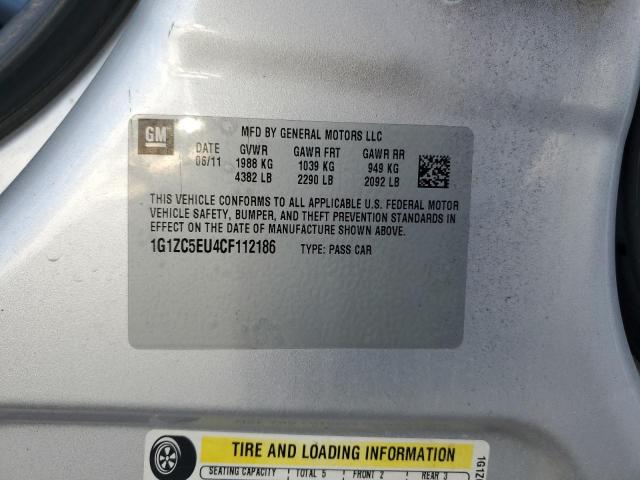 GM
MFD BY GENERAL MOTORS LLC
DATE GVWR GAWR FRT GAWR RR
06/11 1988 KG 1039 KG 949 KG
4382 LB 2290 LB 2092 LB
THIS VEHICLE CONFORMS TO ALL APPLICABLE U.S. FEDERAL MOTOR
VEHICLE SAFETY, BUMPER, AND THEFT PREVENTION STANDARDS IN
EFFECT ON THE DATE OF MANUFACTURE SHOWN ABOVE.
1G1ZC5EU4CF112186 TYPE: PASS CAR
TIRE AND LOADING INFORMATION
SEATING CAPACITY TOTAL 5 FRONT 2 REAR 3
1G1Z